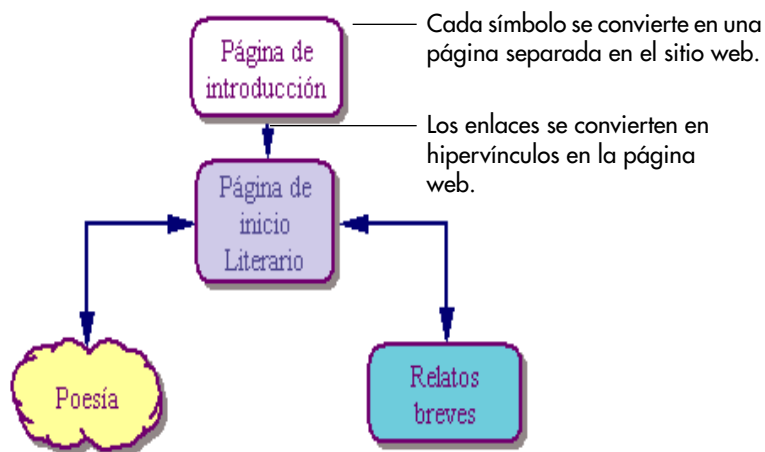 Cada símbolo se convierte en una
página separada en el sitio web.
Página de
introducción
Los enlaces se convierten en
hipervínculos en la página
web.
Página de
inicio
Literario
Poesía
Relatos
breves